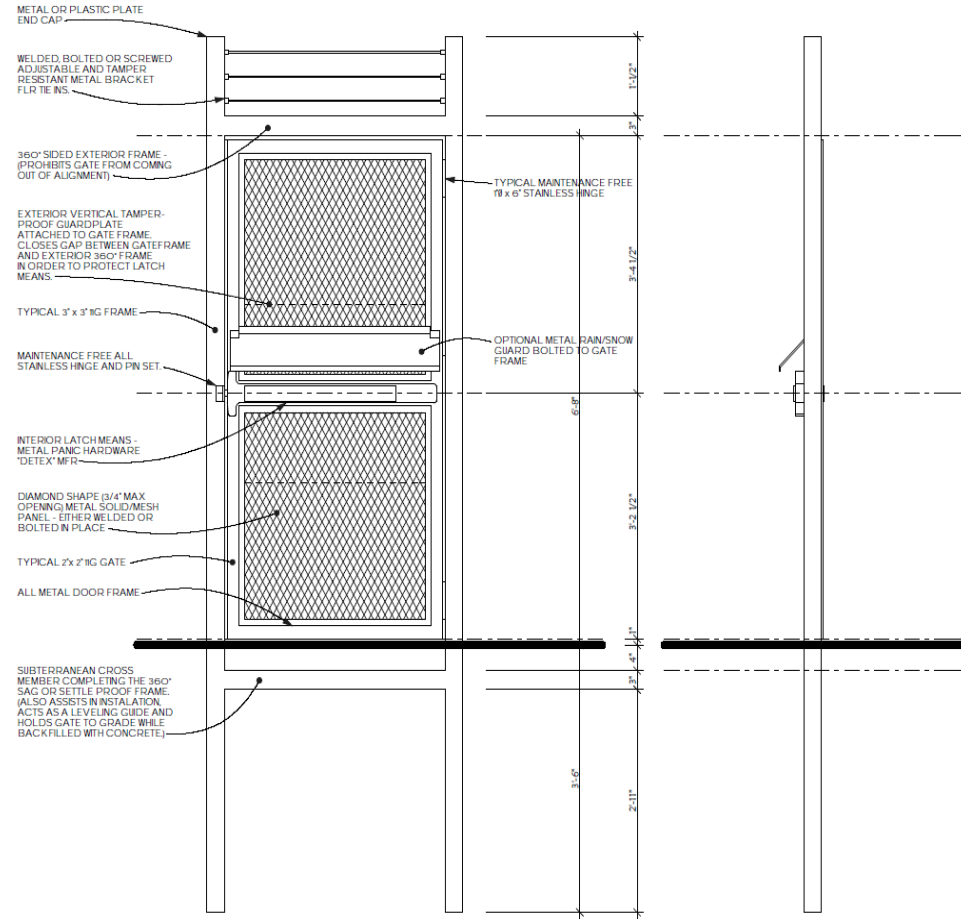 METAL OR PLASTIC PLATE
END CAP
WELDED, BOLTED OR SCREWED
ADJUSTABLE AND TAMPER
RESISTANT METAL BRACKET
FLR TIE INS.
360° SIDED EXTERIOR FRAME -
(PROHIBITS GATE FROM COMING
OUT OF ALIGNMENT)
EXTERIOR VERTICAL TAMPER-
PROOF GUARDPLATE
ATTACHED TO GATE FRAME.
CLOSES GAP BETWEEN GATEFRAME
AND EXTERIOR 360° FRAME
IN ORDER TO PROTECT LATCH
MEANS.
TYPICAL 3" x 3" 11G FRAME
MAINTENANCE FREE ALL
STAINLESS HINGE AND PIN SET.
INTERIOR LATCH MEANS -
METAL PANIC HARDWARE
"DETEX" MFR
DIAMOND SHAPE (3/4" MAX
OPENING) METAL SOLID/MESH
PANEL - EITHER WELDED OR
BOLTED IN PLACE
TYPICAL 2"x 2" 11G GATE
ALL METAL DOOR FRAME
SUBTERRANEAN CROSS
MEMBER COMPLETING THE 360°
SAG OR SETTLE PROOF FRAME.
(ALSO ASSISTS IN INSTALATION,
ACTS AS A LEVELING GUIDE AND
HOLDS GATE TO GRADE WHILE
BACKFILLED WITH CONCRETE.)
TYPICAL MAINTENANCE FREE
x 6" STAINLESS HINGE
OPTIONAL METAL RAIN/SNOW
GUARD BOLTED TO GATE
FRAME
1'-1/2"
3"
3'-4 1/2"
6'-8"
3'-2 1/2"
1"
4"
3"
3'-6"
2'-11"